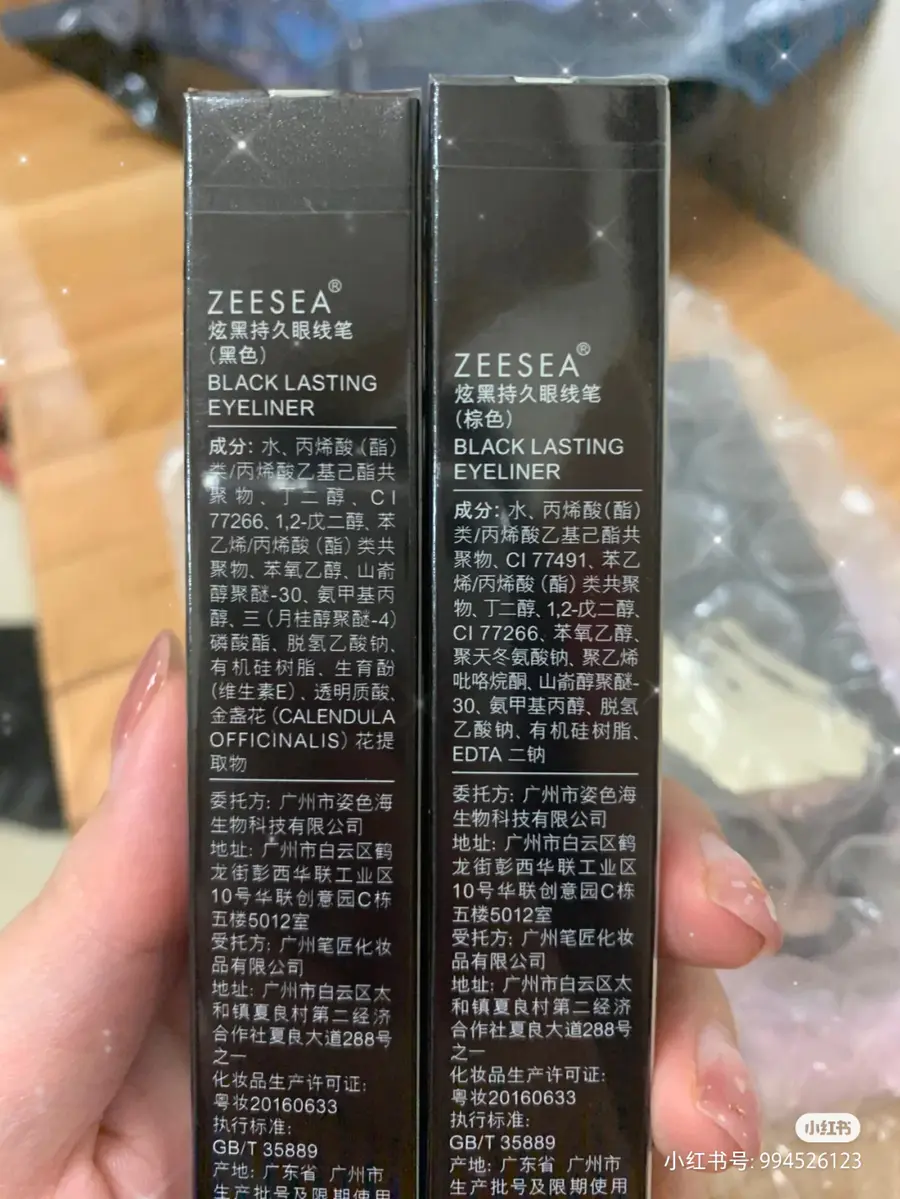 ZEESEA®
炫黑持久眼线笔
(黑色)
BLACK LASTING
EYELINER
成分: 水、丙烯酸(酯)
类/丙烯酸乙基己酯共
聚物、丁二醇、CI
77266、1,2-戊二醇、苯
乙烯/丙烯酸(酯)类共
聚物、苯氧乙醇、山嵛
醇聚醚-30、氨甲基丙
醇、三(月桂醇聚醚-4)
磷酸酯、脱氢乙酸钠、
有机硅树脂、生育酚
(维生素E)、透明质酸、
金盏花(CALENDULA
OFFICINALIS)花提
取物
委托方: 广州市姿色海
生物科技有限公司
地址: 广州市白云区鹤
龙街彭西华联工业区
10号华联创意园C栋
五楼5012室
受托方: 广州笔匠化妆
品有限公司
地址: 广州市白云区太
和镇夏良村第二经济
合作社夏良大道288号
之一
化妆品生产许可证:
粤妆20160633
执行标准:
GB/T 35889
产地: 广东省 广州市
生产批号及限期使用
ZEESEA®
炫黑持久眼线笔
(棕色)
BLACK LASTING
EYELINER
成分: 水、丙烯酸(酯)
类/丙烯酸乙基己酯共
聚物、CI 77491、苯乙
烯/丙烯酸(酯)类共聚
物、丁二醇、1,2-戊二醇、
CI 77266、苯氧乙醇、
聚天冬氨酸钠、聚乙烯
吡咯烷酮、山嵛醇聚醚-
30、氨甲基丙醇、脱氢
乙酸钠、有机硅树脂、
EDTA 二钠
委托方: 广州市姿色海
生物科技有限公司
地址: 广州市白云区鹤
龙街彭西华联工业区
10号华联创意园C栋
五楼5012室
受托方: 广州笔匠化妆
品有限公司
地址: 广州市白云区太
和镇夏良村第二经济
合作社夏良大道288号
之一
化妆品生产许可证:
粤妆20160633
执行标准:
GB/T 35889
产地: 广东省 广州市
生产批号及限期使用
小红书
小红书号: 994526123